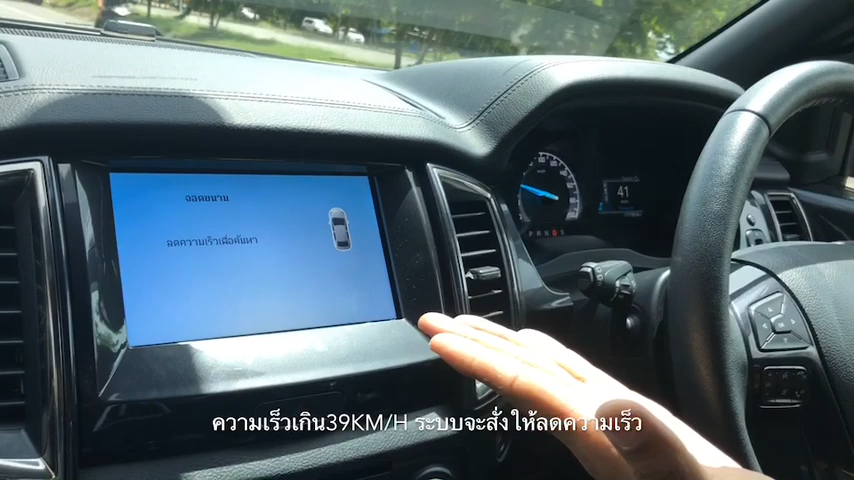 จอดขนาน
ลดความเร็วเพื่อค้นหา
41
PRNDS
ความเร็วเกิน39KM/H ระบบจะสั่งให้ลดความเร็ว